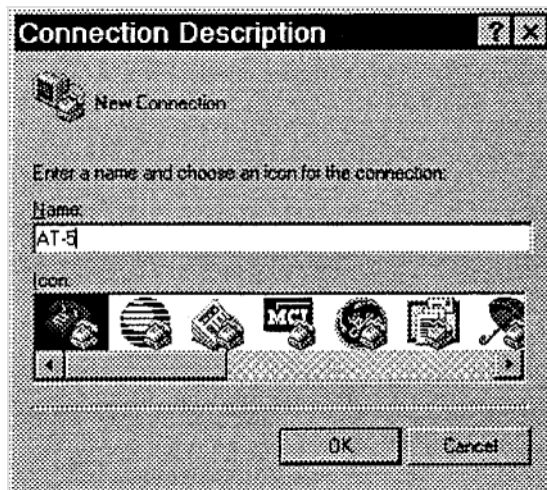 Connection Description
New Connection
Enter a name and choose an icon for the connection:
Name:
AT-5
Icon:
MCI
OK
Cancel